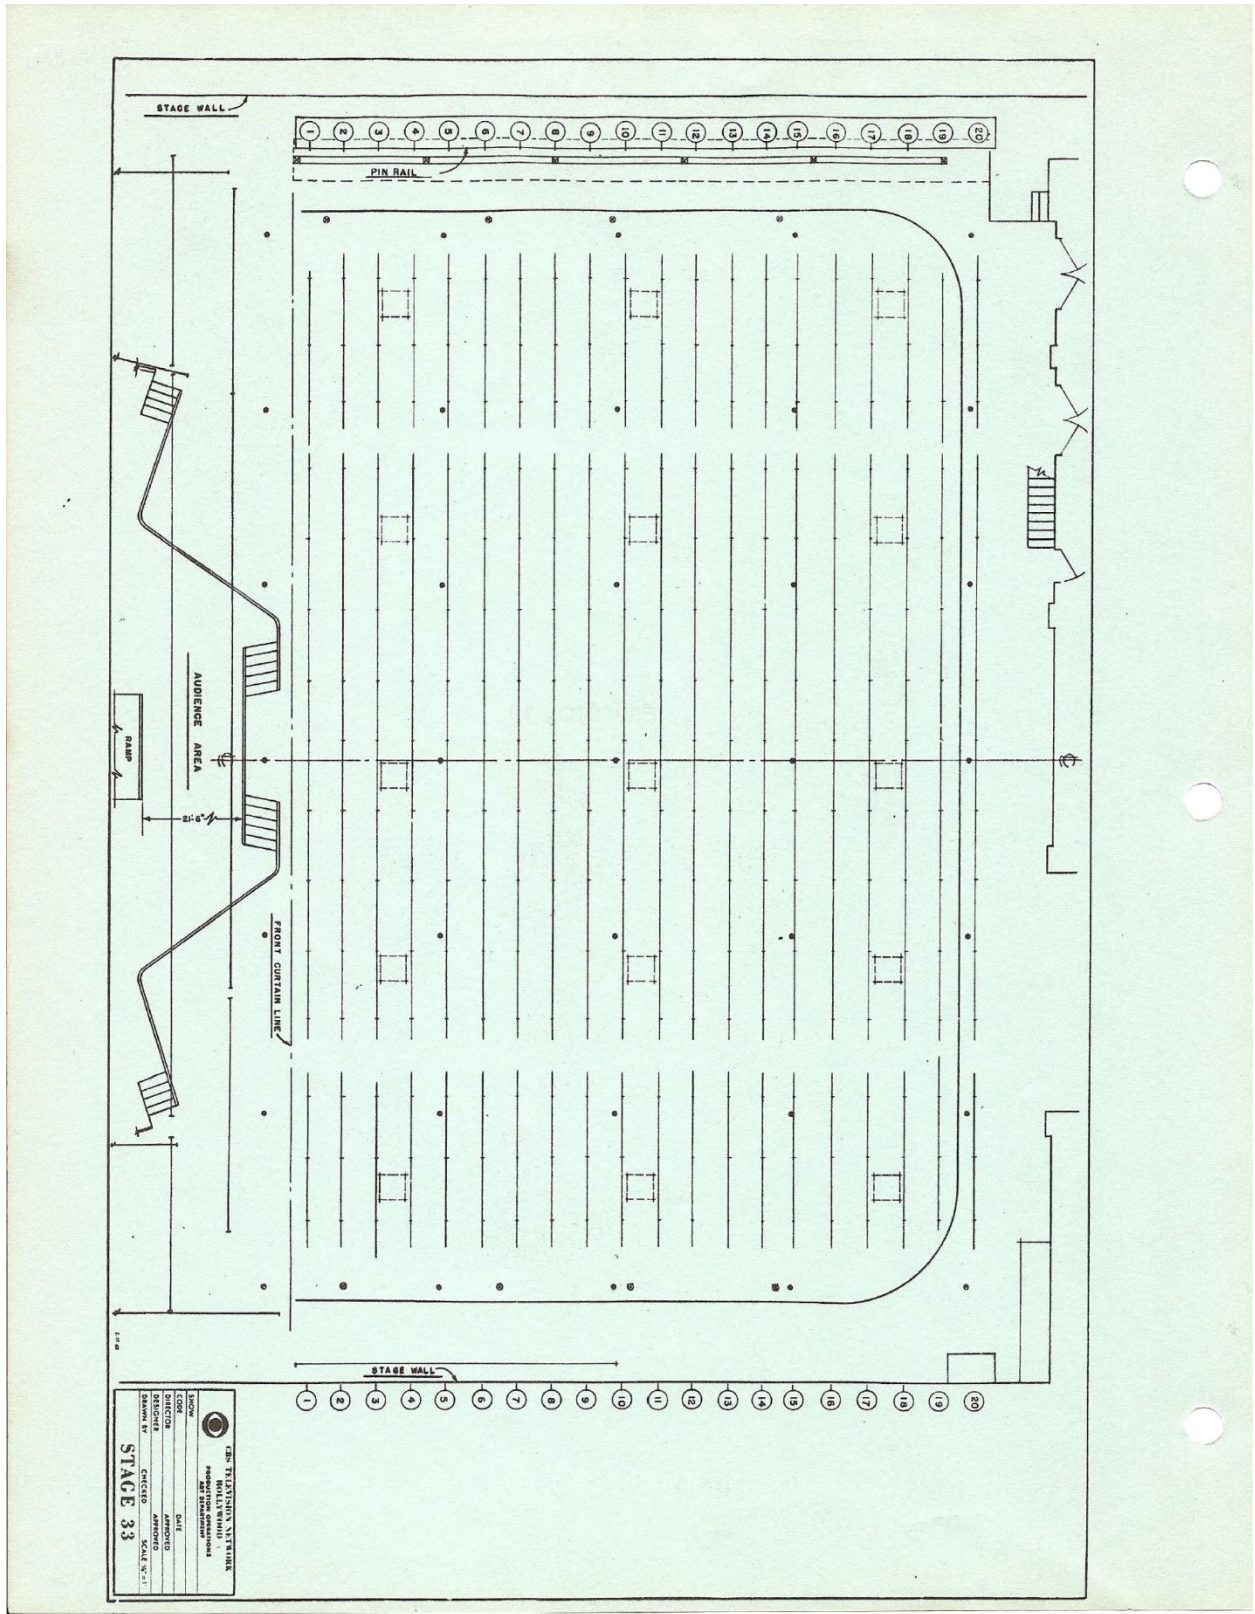 STAGE WALL
1 2 3 4 5 6 7 8 9 10 11 12 13 14 15 16 17 18 19 20
PIN RAIL
AUDIENCE AREA
RAMP
21'-6"
FRONT CURTAIN LINE
STAGE WALL
1 2 3 4 5 6 7 8 9 10 11 12 13 14 15 16 17 18 19 20
CBS TELEVISION NETWORK
HOLLYWOOD
PRODUCTION OPERATIONS
ART DEPARTMENT
SHOW
CODE DATE
DIRECTOR APPROVED
DESIGNER APPROVED
DRAWN BY CHECKED SCALE
STAGE 33